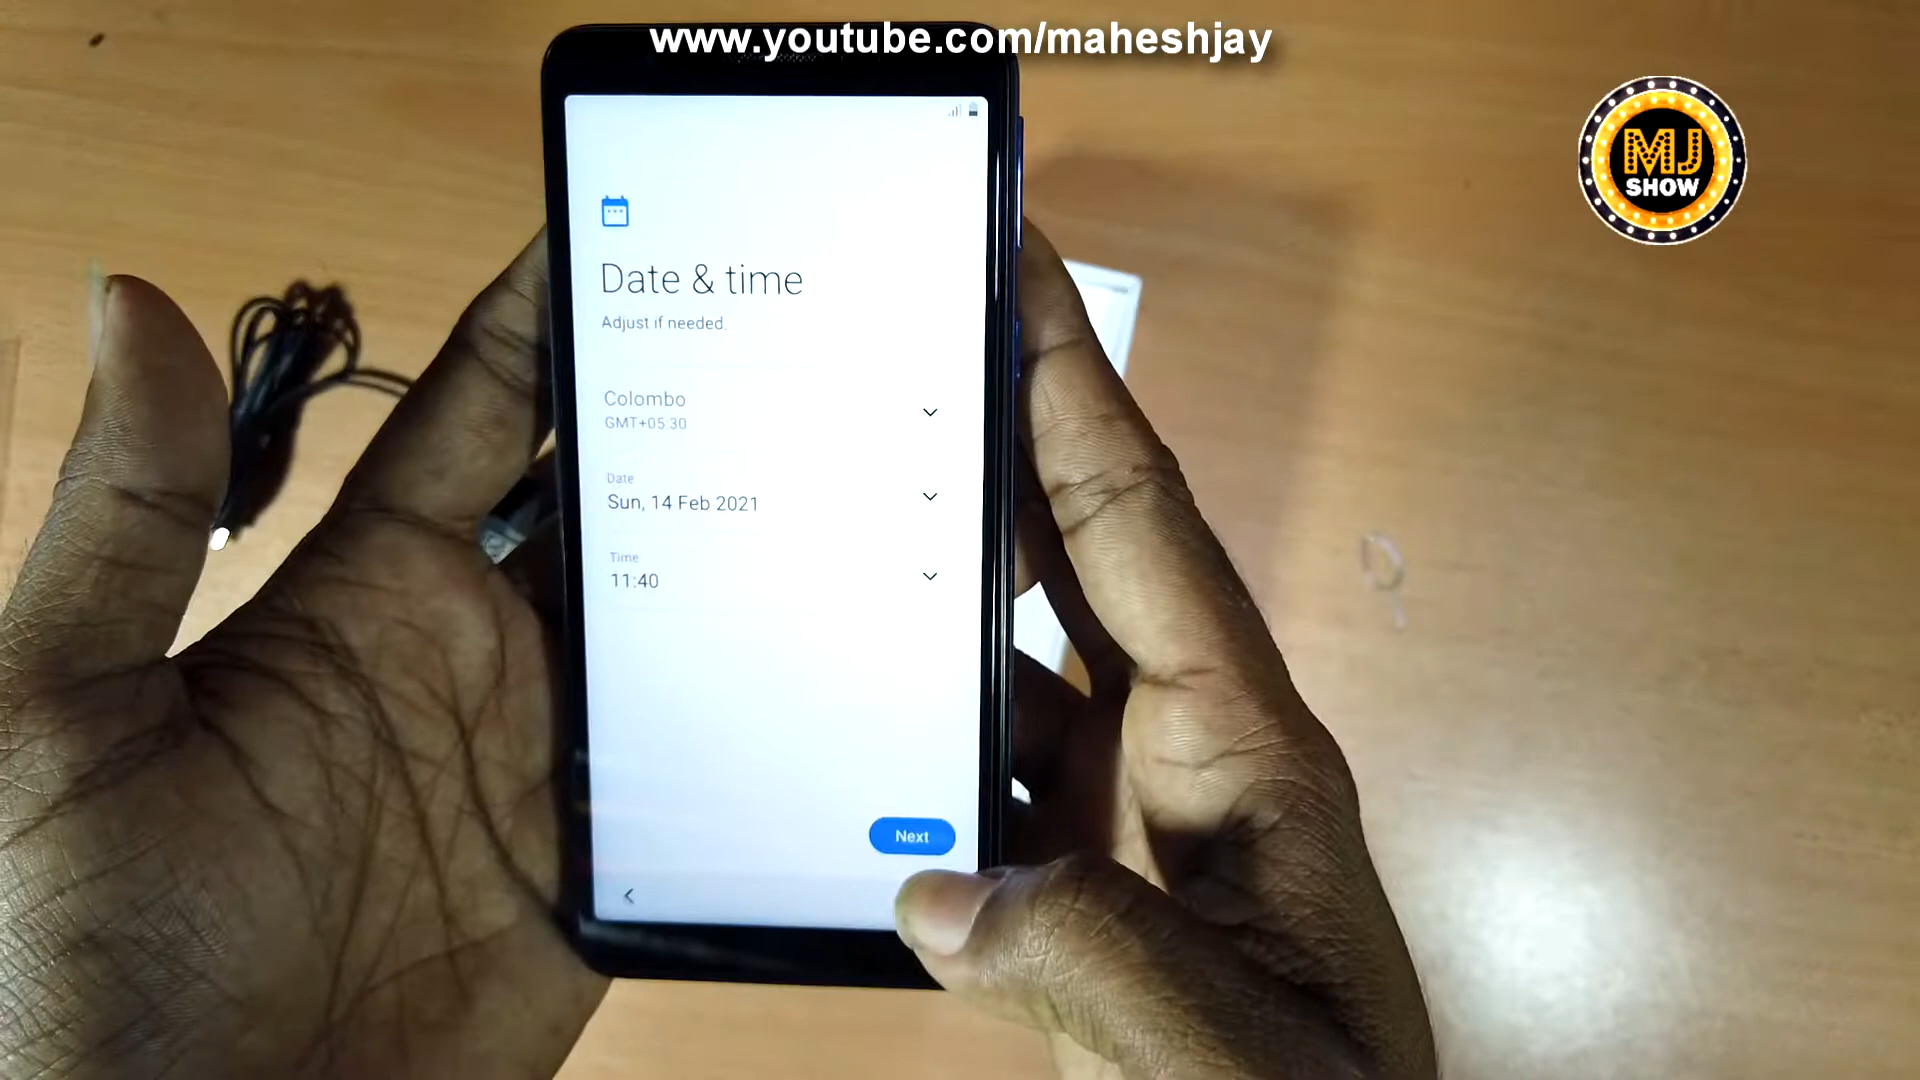 www.youtube.com/maheshjay
MJ
SHOW
Date & time
Adjust if needed.
Colombo
GMT+05:30
Date
Sun, 14 Feb 2021
Time
11:40
Next